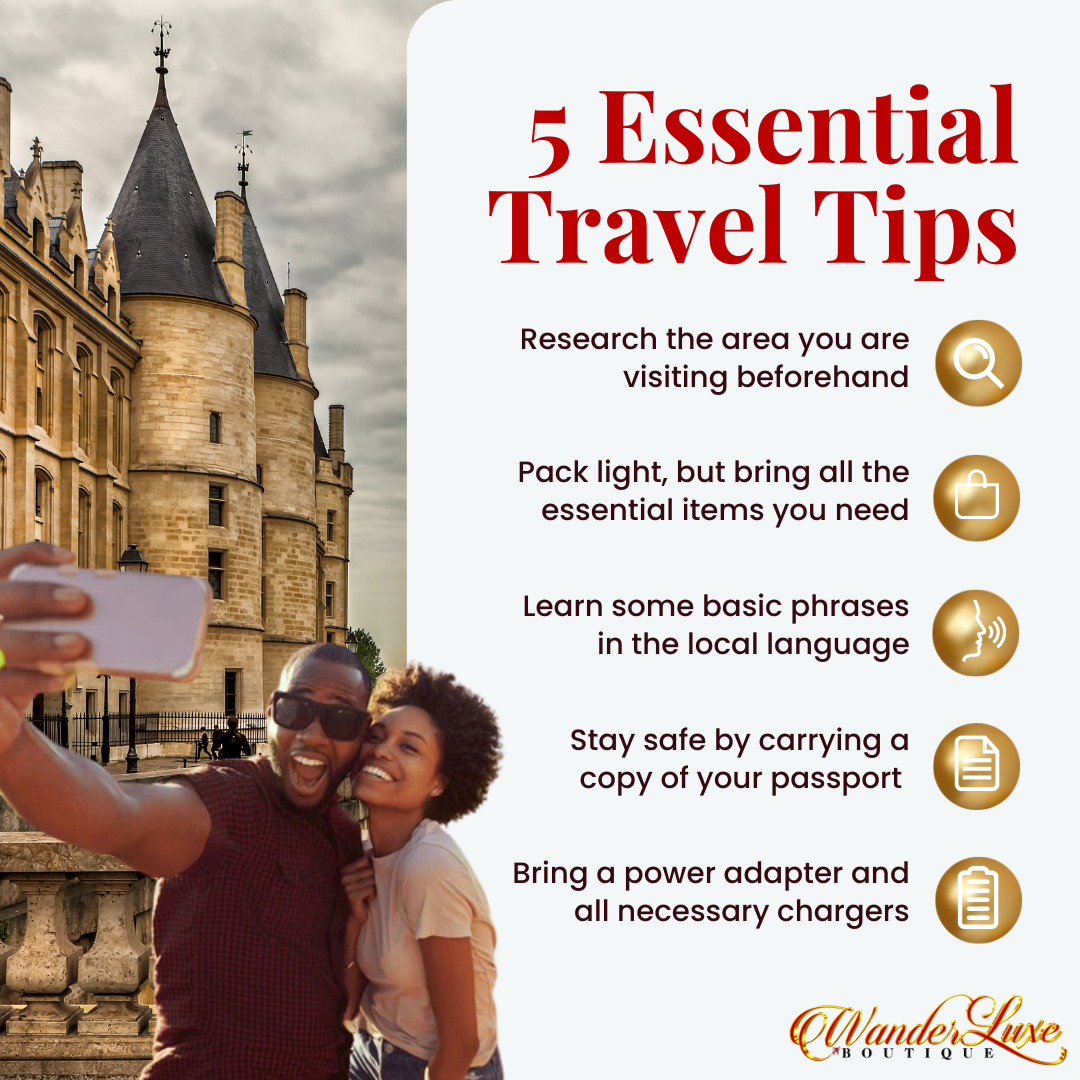 5 Essential
Travel Tips
Research the area you are
visiting beforehand
Pack light, but bring all the
essential items you need
Learn some basic phrases
in the local language
Stay safe by carrying a
copy of your passport
Bring a power adapter and
all necessary chargers
WanderLuxe
BOUTIQUE